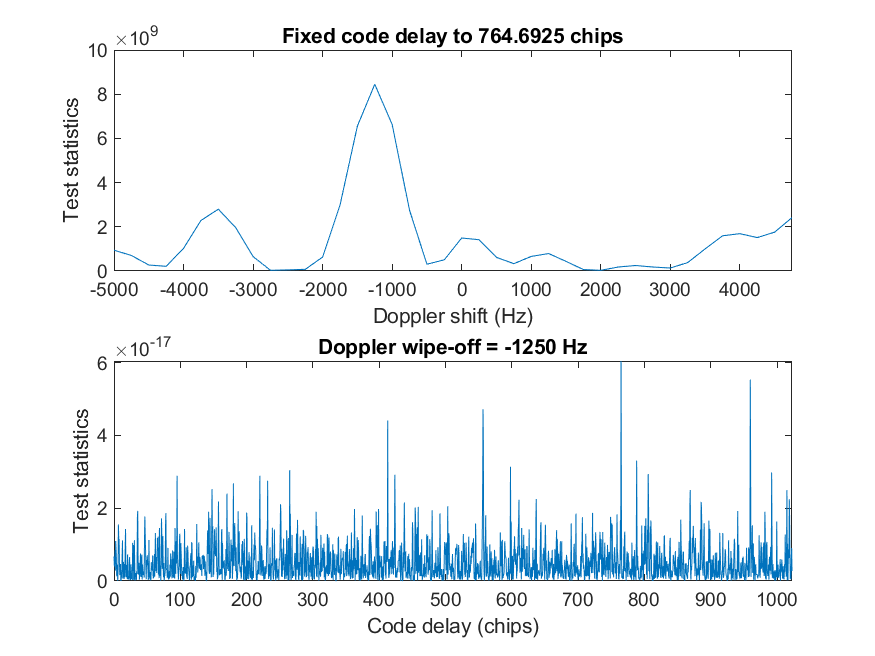 ×10^9
Fixed code delay to 764.6925 chips
10
8
6
4
2
0
Test statistics
-5000 -4000 -3000 -2000 -1000 0 1000 2000 3000 4000
Doppler shift (Hz)
×10^-17
Doppler wipe-off = -1250 Hz
6
4
2
0
Test statistics
0 100 200 300 400 500 600 700 800 900 1000
Code delay (chips)